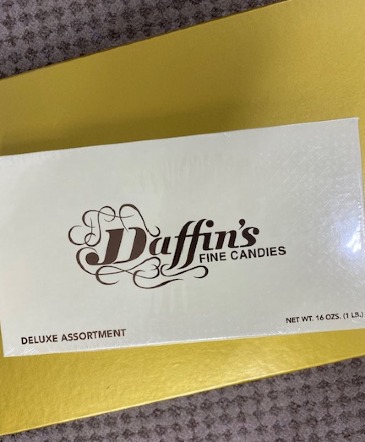 Daffin's
FINE CANDIES
DELUXE ASSORTMENT
NET WT. 16 OZS. (1 LB.)